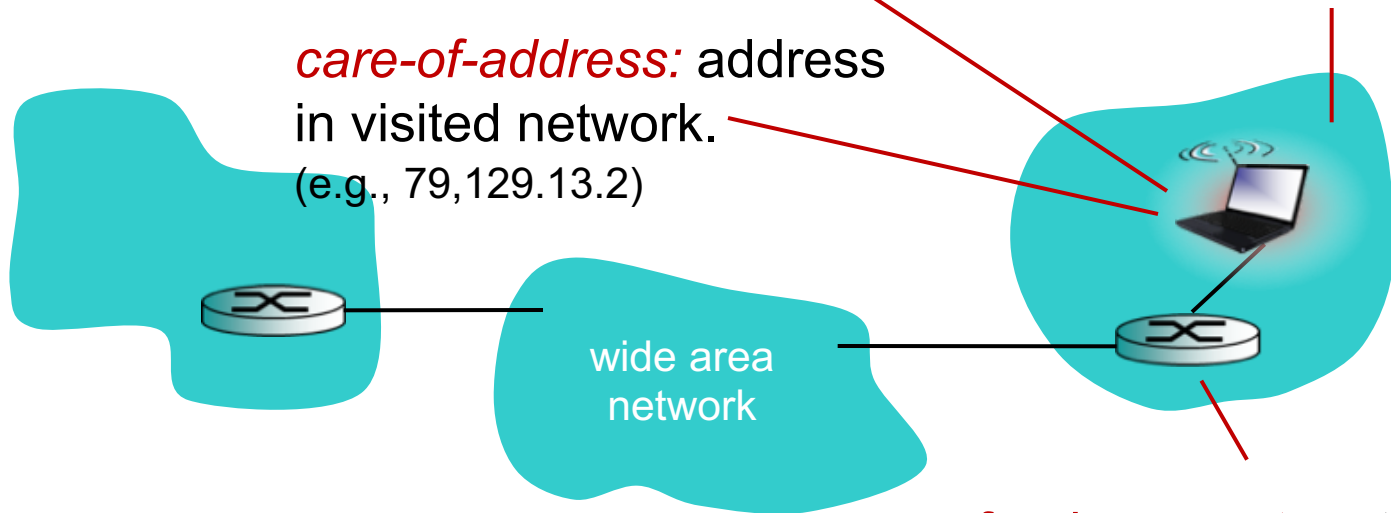 care-of-address: address
in visited network.
(e.g., 79,129.13.2)
wide area
network